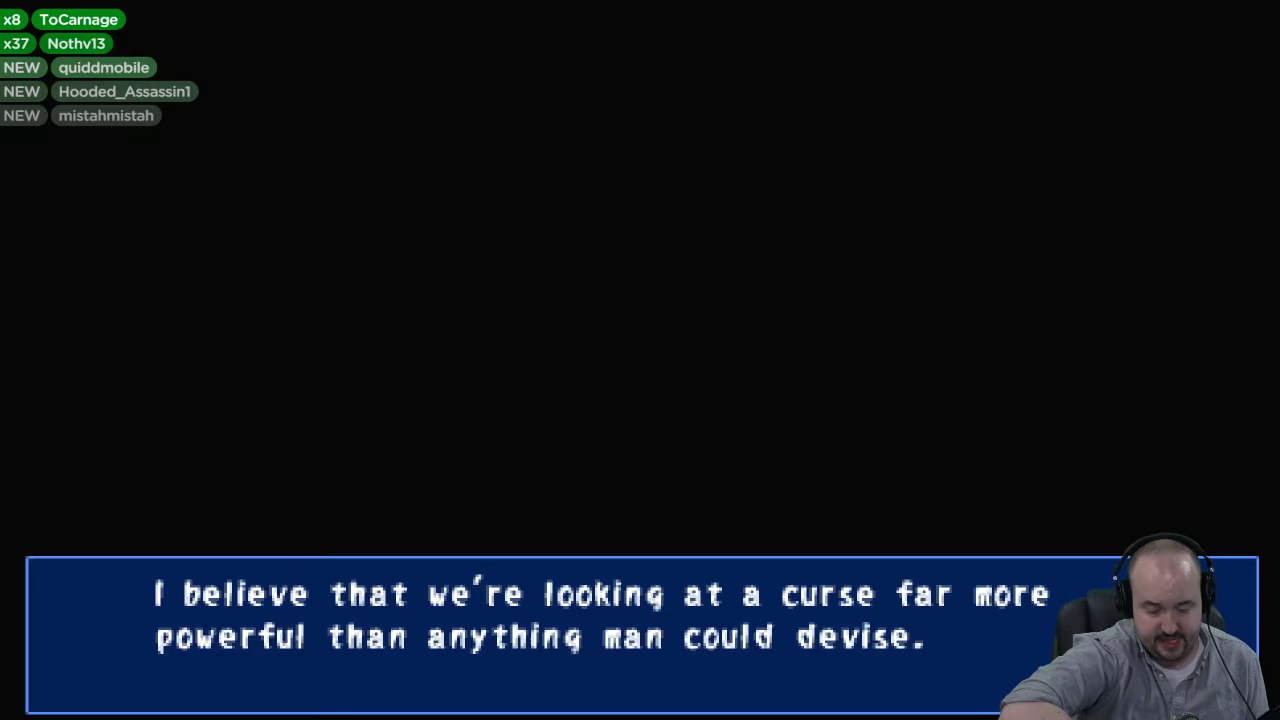 x8 ToCarnage
x37 Nothv13
NEW quiddmobile
NEW Hooded_Assassin1
NEW mistahmistah
I believe that we're looking at a curse far more
powerful than anything man could devise.